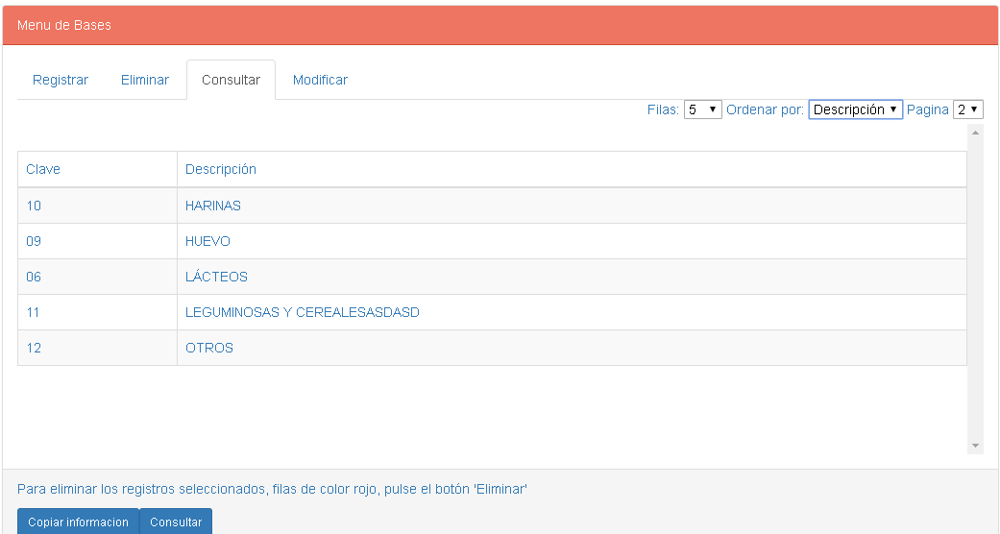 Menu de Bases
Registrar Eliminar Consultar Modificar
Filas: 5 Ordenar por: Descripción Pagina 2
Clave Descripción
10 HARINAS
09 HUEVO
06 LÁCTEOS
11 LEGUMINOSAS Y CEREALESASDASD
12 OTROS
Para eliminar los registros seleccionados, filas de color rojo, pulse el botón 'Eliminar'
Copiar informacion Consultar